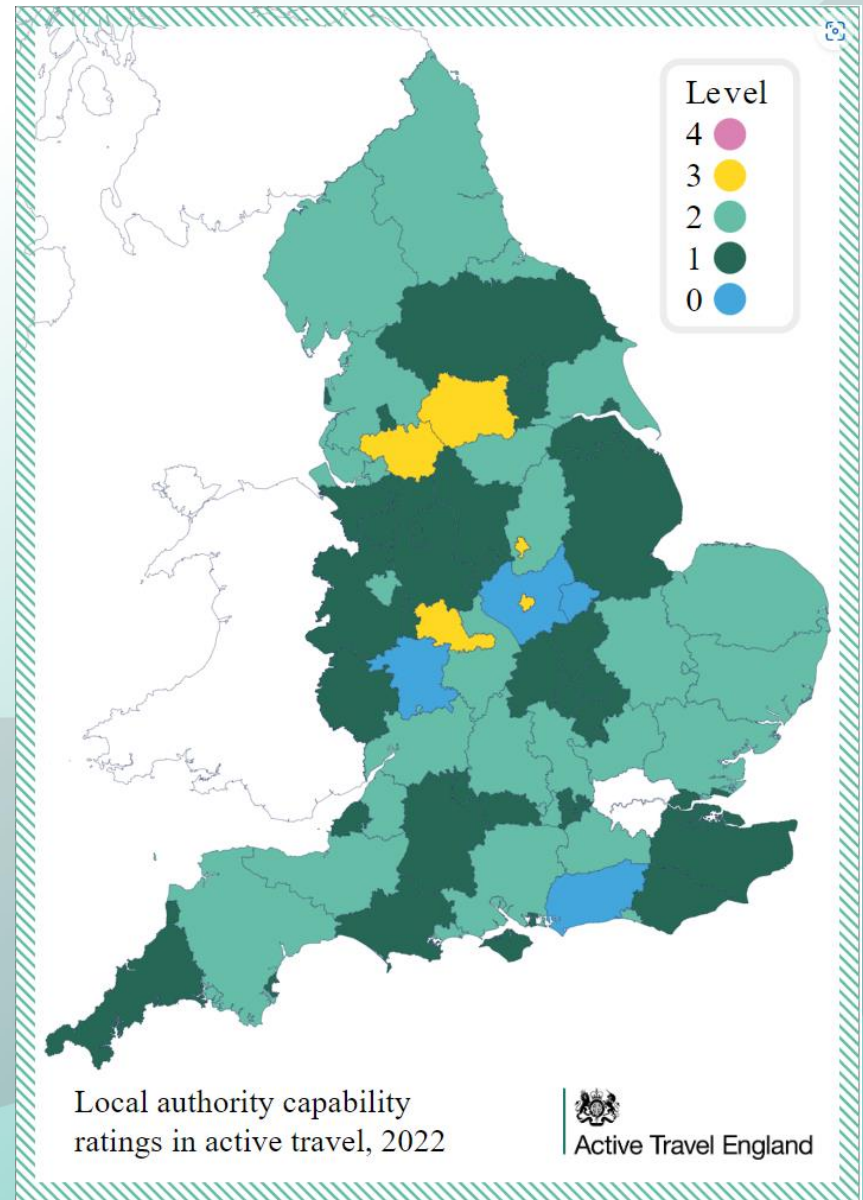 Level
4
3
2
1
0
Local authority capability
ratings in active travel, 2022
Active Travel England